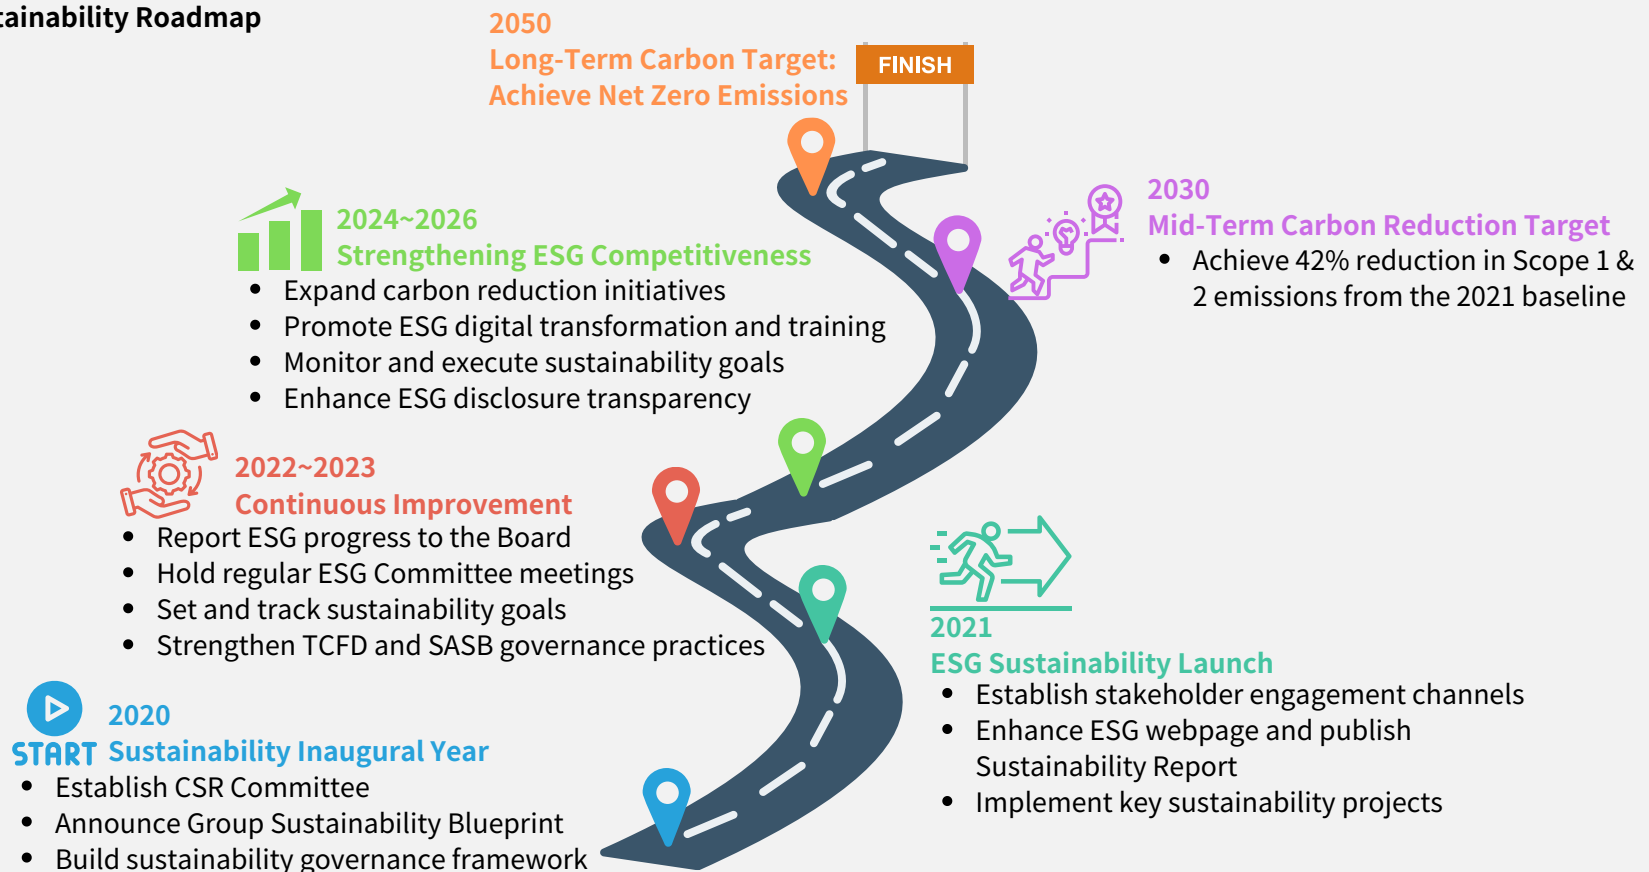 tainability Roadmap
2050
Long-Term Carbon Target:
Achieve Net Zero Emissions
FINISH
2030
Mid-Term Carbon Reduction Target
• Achieve 42% reduction in Scope 1 &
2 emissions from the 2021 baseline
2024~2026
Strengthening ESG Competitiveness
• Expand carbon reduction initiatives
• Promote ESG digital transformation and training
• Monitor and execute sustainability goals
• Enhance ESG disclosure transparency
2022~2023
Continuous Improvement
• Report ESG progress to the Board
• Hold regular ESG Committee meetings
• Set and track sustainability goals
• Strengthen TCFD and SASB governance practices
2021
ESG Sustainability Launch
• Establish stakeholder engagement channels
• Enhance ESG webpage and publish
Sustainability Report
• Implement key sustainability projects
START
2020
Sustainability Inaugural Year
• Establish CSR Committee
• Announce Group Sustainability Blueprint
• Build sustainability governance framework